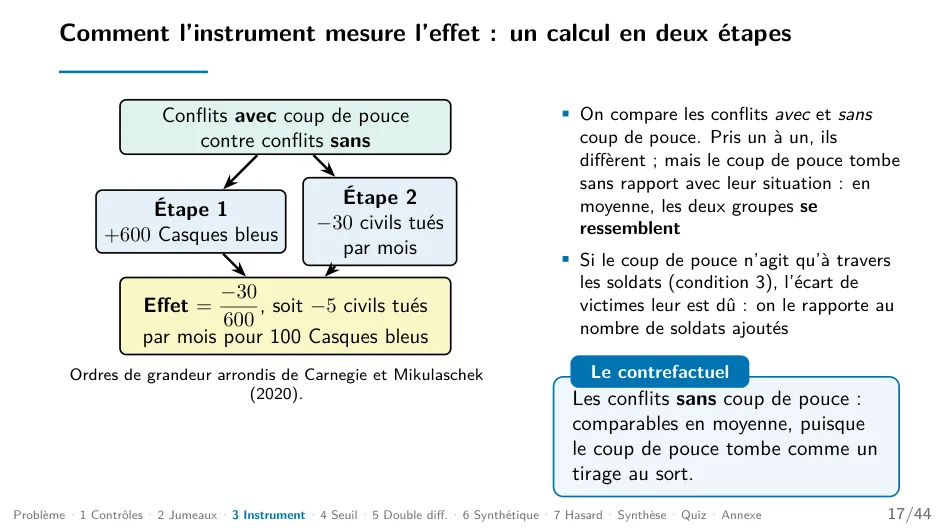 Comment l'instrument mesure l'effet : un calcul en deux étapes
Conflits avec coup de pouce
contre conflits sans
Étape 1
+600 Casques bleus
Étape 2
−30 civils tués
par mois
Effet = −30/600, soit −5 civils tués
par mois pour 100 Casques bleus
Ordres de grandeur arrondis de Carnegie et Mikulaschek
(2020).
On compare les conflits avec et sans
coup de pouce. Pris un à un, ils
diffèrent ; mais le coup de pouce tombe
sans rapport avec leur situation : en
moyenne, les deux groupes se
ressemblent
Si le coup de pouce n'agit qu'à travers
les soldats (condition 3), l'écart de
victimes leur est dû : on le rapporte au
nombre de soldats ajoutés
Le contrefactuel
Les conflits sans coup de pouce :
comparables en moyenne, puisque
le coup de pouce tombe comme un
tirage au sort.
Problème · 1 Contrôles · 2 Jumeaux · 3 Instrument · 4 Seuil · 5 Double diff. · 6 Synthétique · 7 Hasard · Synthèse · Quiz · Annexe
17/44